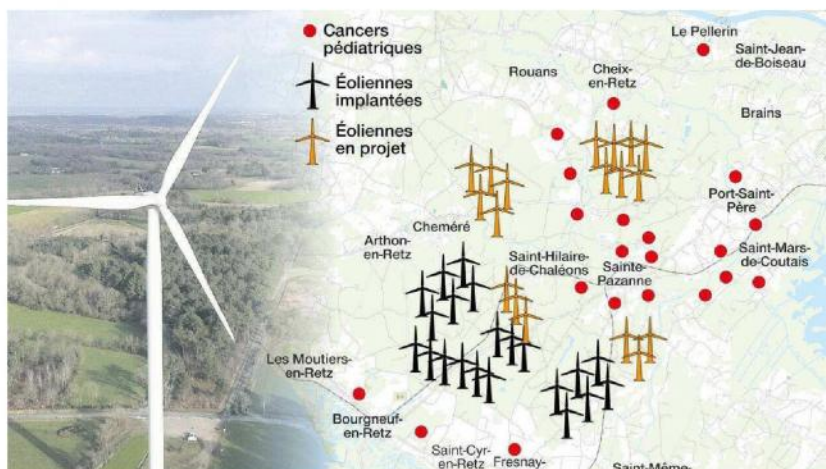 Cancers
pédiatriques
Éoliennes
implantées
Éoliennes
en projet
Le Pellerin
Saint-Jean-
de-Boiseau
Rouans
Cheix-
en-Retz
Brains
Port-Saint-
Père
Cheméré
Arthon-
en-Retz
Saint-Hilaire-
de-Chaléons
Sainte-
Pazanne
Saint-Mars-
de-Coutais
Les Moutiers-
en-Retz
Bourgneuf-
en-Retz
Saint-Cyr-
en-Retz
Fresnay-
Saint-Même-